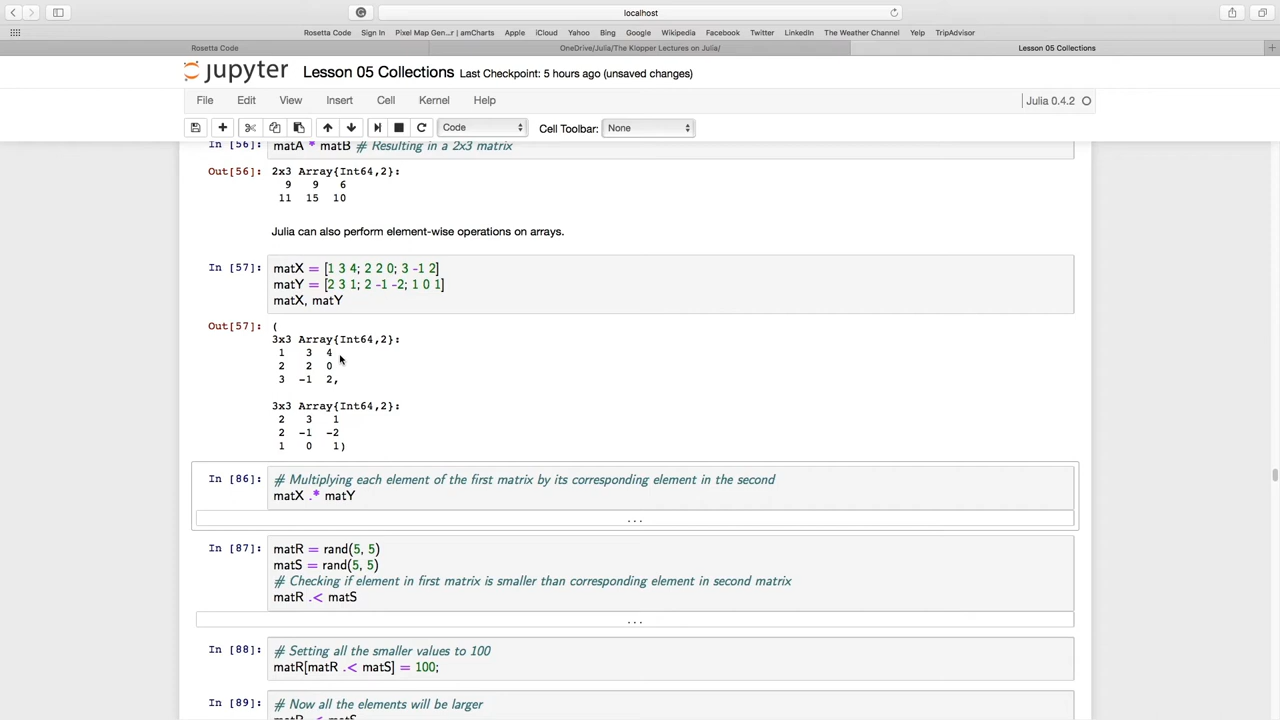 localhost
Rosetta Code Sign In Pixel Map Gen...r | amCharts Apple iCloud Yahoo Bing Google Wikipedia Facebook Twitter LinkedIn The Weather Channel Yelp TripAdvisor
Rosetta Code OneDrive/Julia/The Klopper Lectures on Julia/ Lesson 05 Collections
jupyter Lesson 05 Collections Last Checkpoint: 5 hours ago (unsaved changes)
File Edit View Insert Cell Kernel Help Julia 0.4.2
Code Cell Toolbar: None
In [56]: matA * matB # Resulting in a 2x3 matrix
Out[56]: 2x3 Array{Int64,2}:
9 9 6
11 15 10
Julia can also perform element-wise operations on arrays.
In [57]: matX = [1 3 4; 2 2 0; 3 -1 2]
matY = [2 3 1; 2 -1 -2; 1 0 1]
matX, matY
Out[57]: (
3x3 Array{Int64,2}:
1 3 4
2 2 0
3 -1 2,
3x3 Array{Int64,2}:
2 3 1
2 -1 -2
1 0 1)
In [86]: # Multiplying each element of the first matrix by its corresponding element in the second
matX .* matY
...
In [87]: matR = rand(5, 5)
matS = rand(5, 5)
# Checking if element in first matrix is smaller than corresponding element in second matrix
matR .< matS
...
In [88]: # Setting all the smaller values to 100
matR[matR .< matS] = 100;
In [89]: # Now all the elements will be larger
matR .< matS